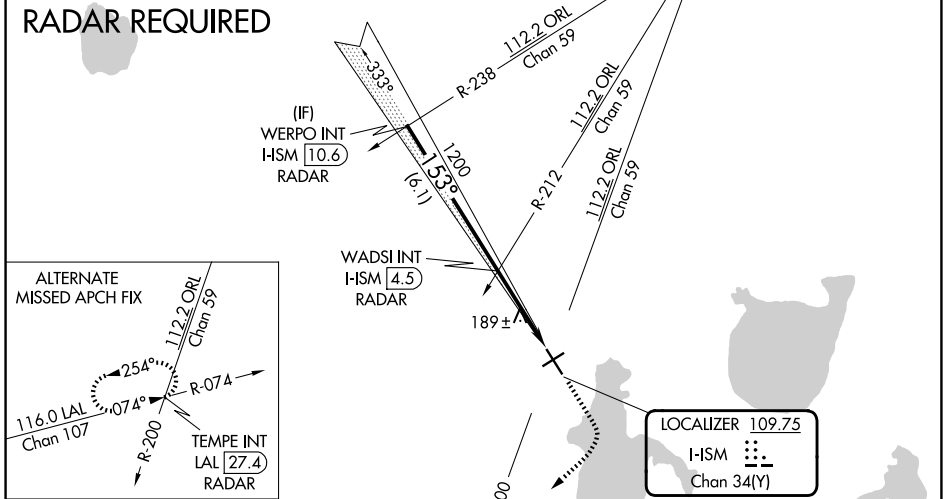 RADAR REQUIRED
112.2 ORL
Chan 59
R-238
333°
(IF)
WERPO INT
I-ISM 10.6
RADAR
153°
1200
(6.1)
112.2 ORL
Chan 59
R-212
112.2 ORL
Chan 59
WADSI INT
I-ISM 4.5
RADAR
189±
ALTERNATE
MISSED APCH FIX
112.2 ORL
Chan 59
254°
R-074
074°
116.0 LAL
Chan 107
R-200
TEMPE INT
LAL 27.4
RADAR
LOCALIZER 109.75
I-ISM
Chan 34(Y)